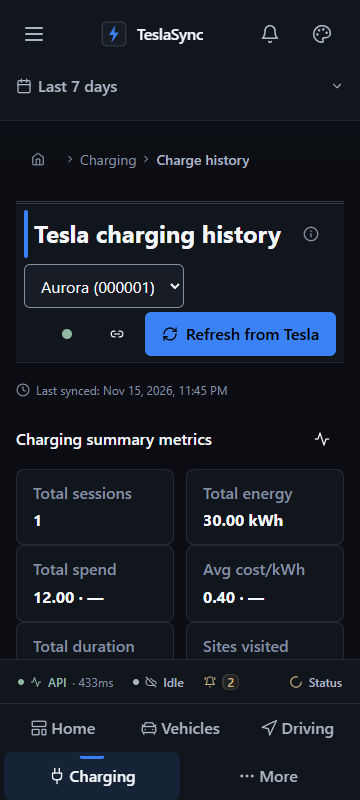 TeslaSync
Last 7 days
Charging
Charge history
Tesla charging history
Aurora (000001)
Refresh from Tesla
Last synced: Nov 15, 2026, 11:45 PM
Charging summary metrics
Total sessions
1
Total energy
30.00 kWh
Total spend
12.00 · —
Avg cost/kWh
0.40 · —
Total duration
Sites visited
API · 433ms
Idle
2
Status
Home
Vehicles
Driving
Charging
More